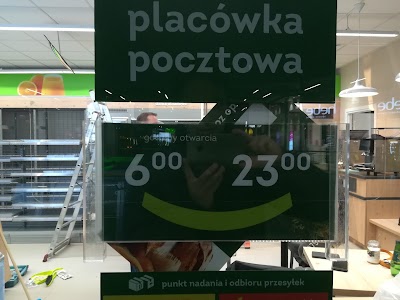 placówka
pocztowa
godziny otwarcia
6⁰⁰ 23⁰⁰
punkt nadania i odbioru przesyłek